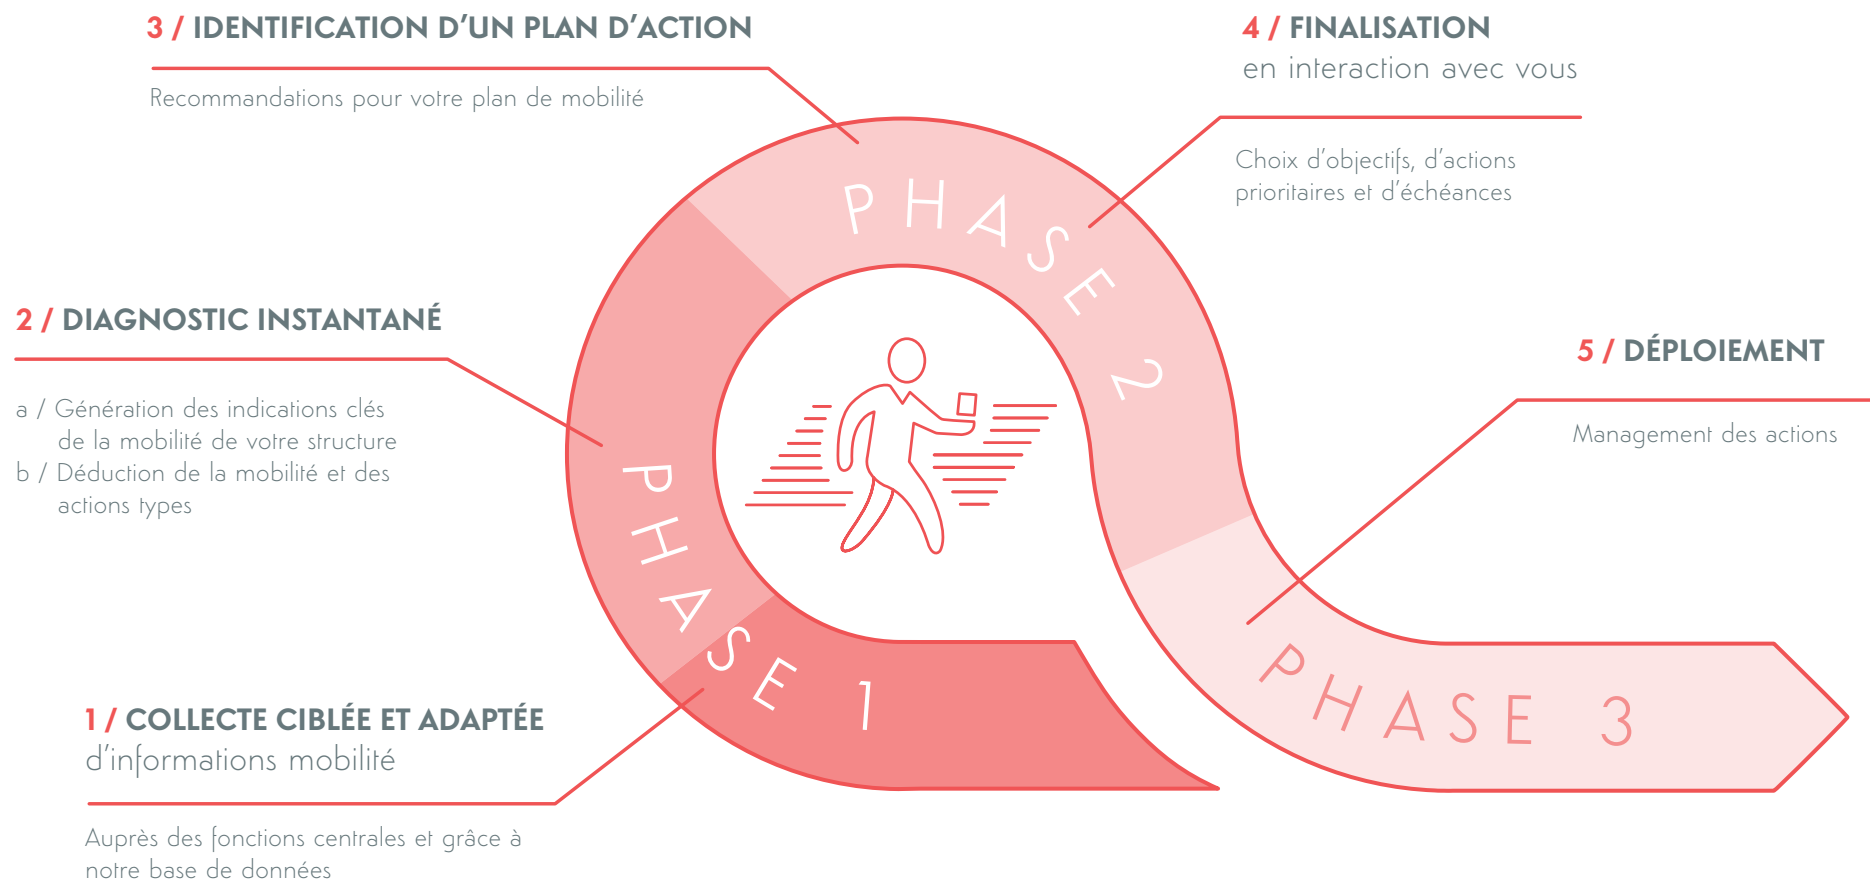 3 / IDENTIFICATION D'UN PLAN D'ACTION
Recommandations pour votre plan de mobilité
4 / FINALISATION
en interaction avec vous
Choix d'objectifs, d'actions
prioritaires et d'échéances
PHASE 2
2 / DIAGNOSTIC INSTANTANÉ
a / Génération des indications clés
de la mobilité de votre structure
b / Déduction de la mobilité et des
actions types
5 / DÉPLOIEMENT
Management des actions
PHASE 1
PHASE 3
1 / COLLECTE CIBLÉE ET ADAPTÉE
d'informations mobilité
Auprès des fonctions centrales et grâce à
notre base de données